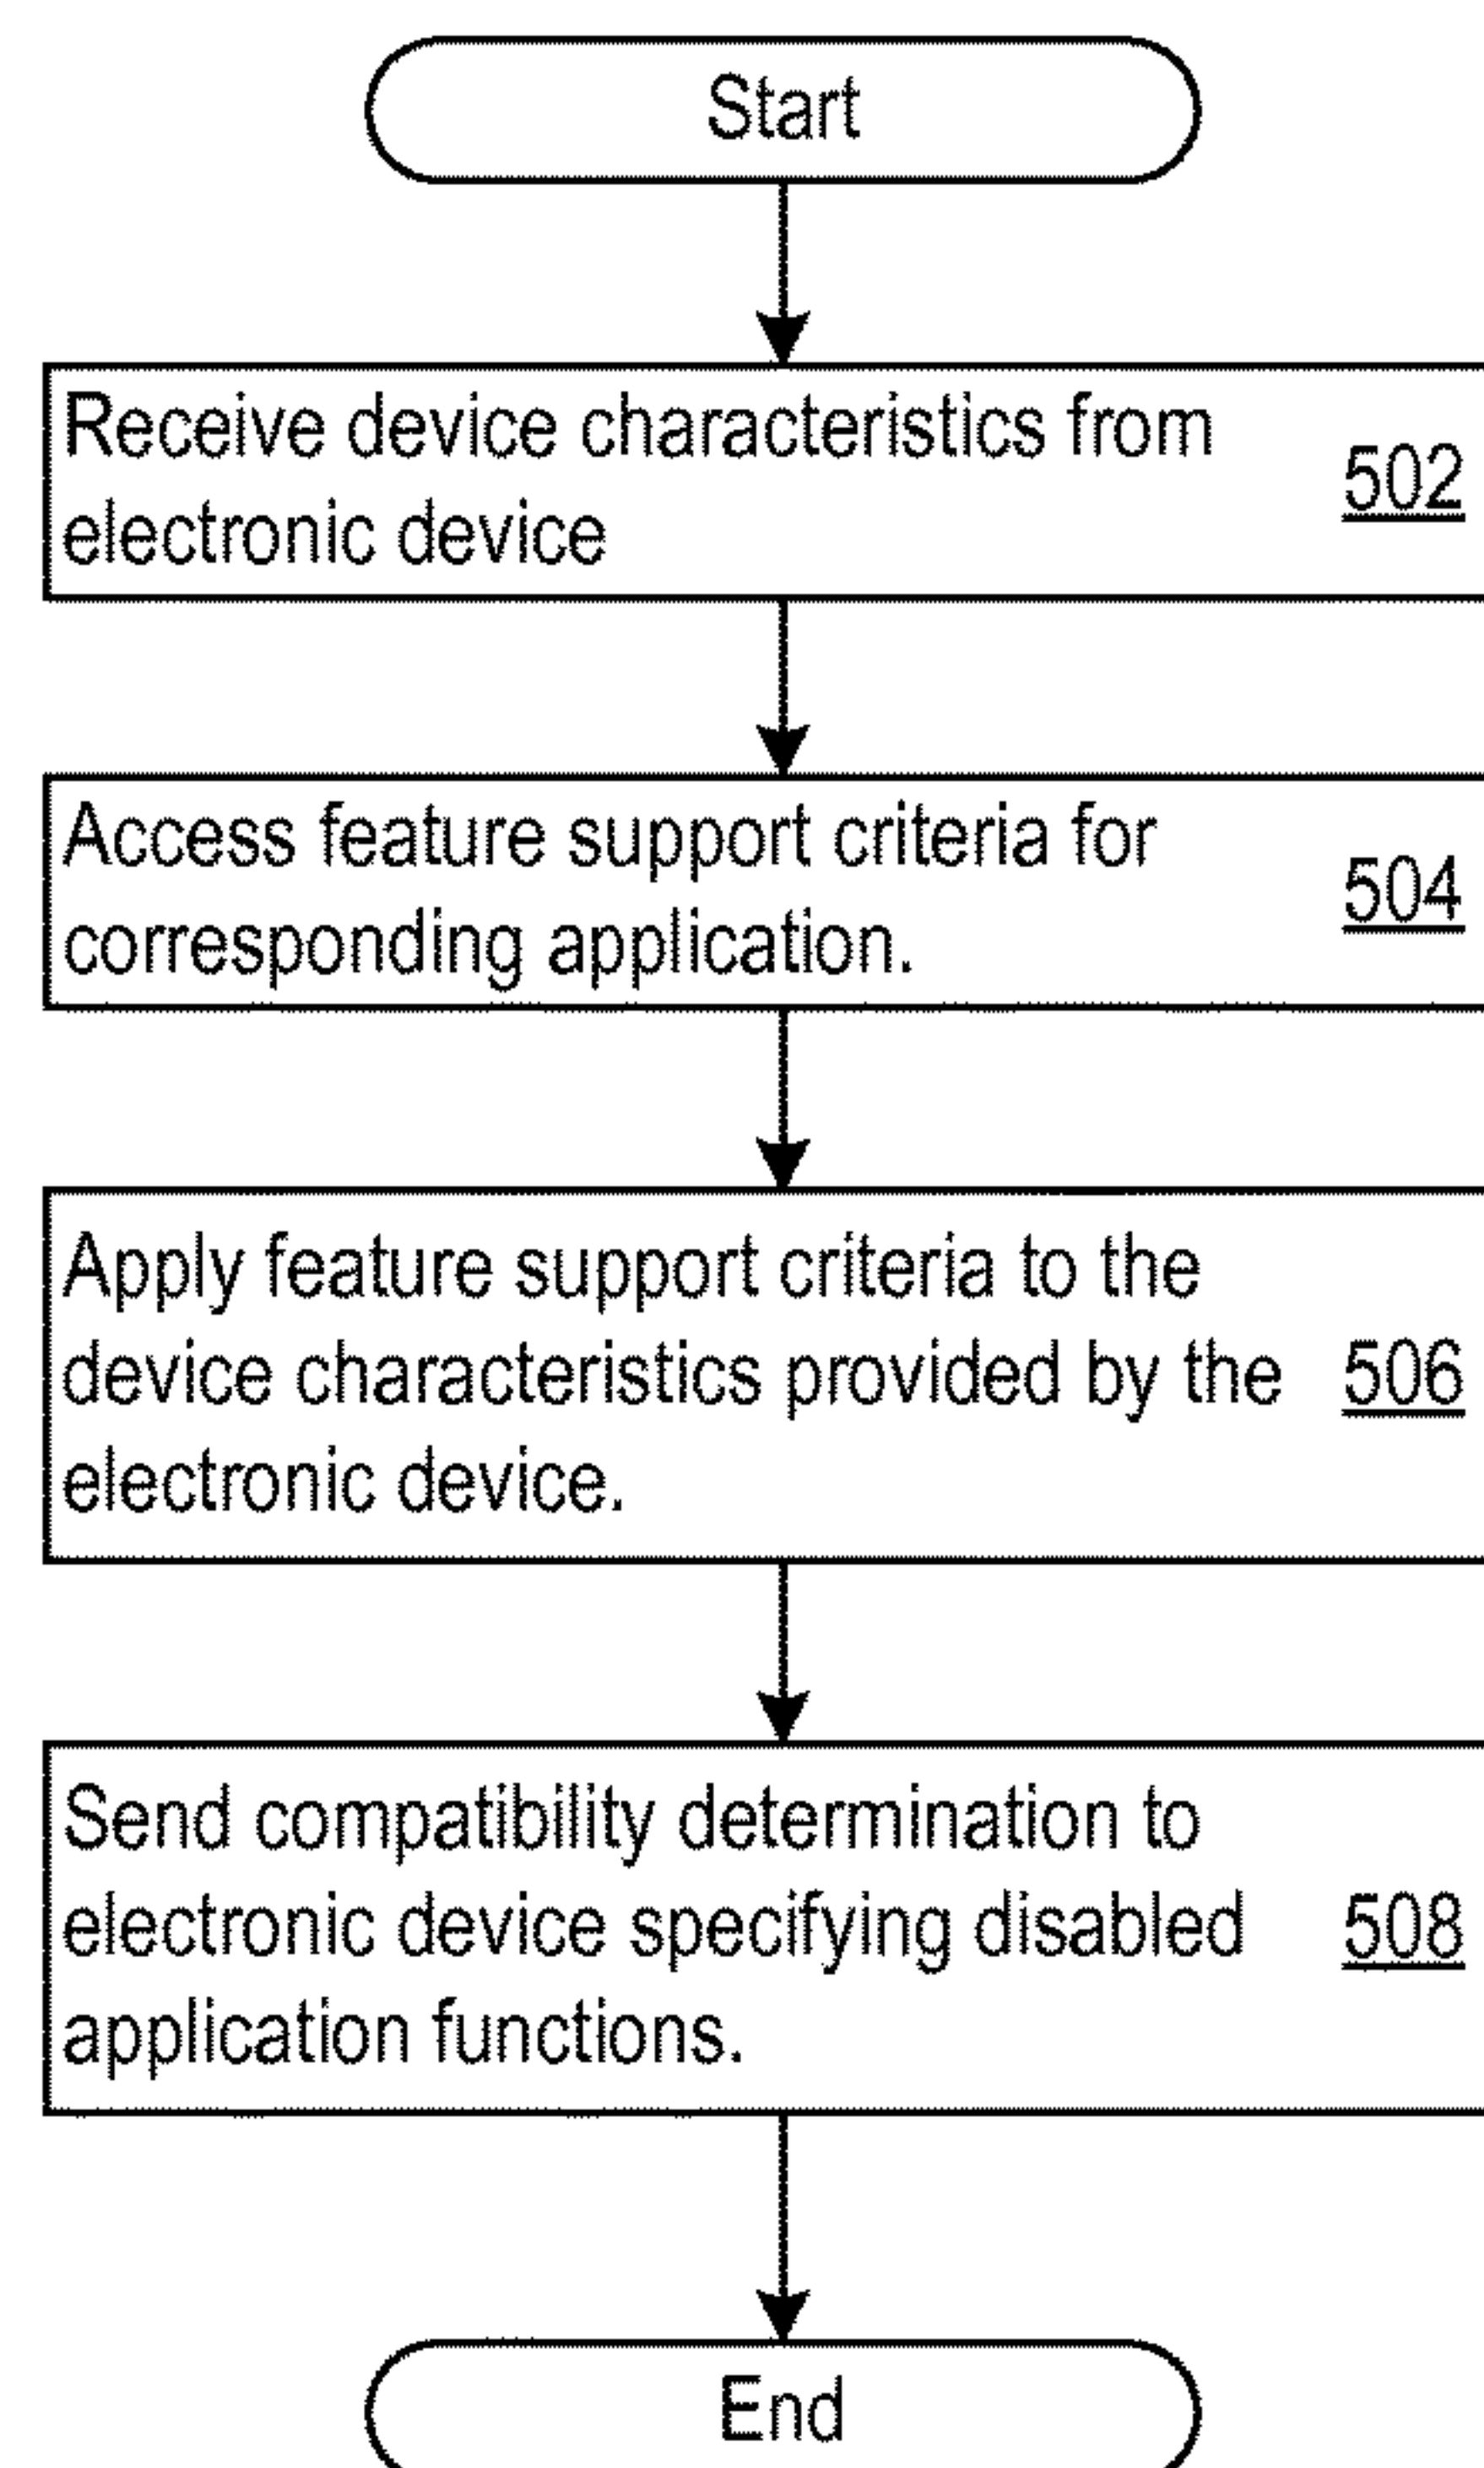 Start
Receive device characteristics from
electronic device
502
Access feature support criteria for
corresponding application.
504
Apply feature support criteria to the
device characteristics provided by the
electronic device.
506
Send compatibility determination to
electronic device specifying disabled
application functions.
508
End